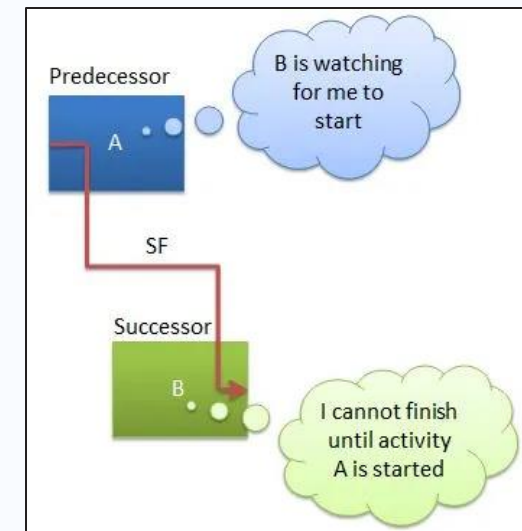 B is watching
for me to
start
Predecessor
A
SF
Successor
B
I cannot finish
until activity
A is started